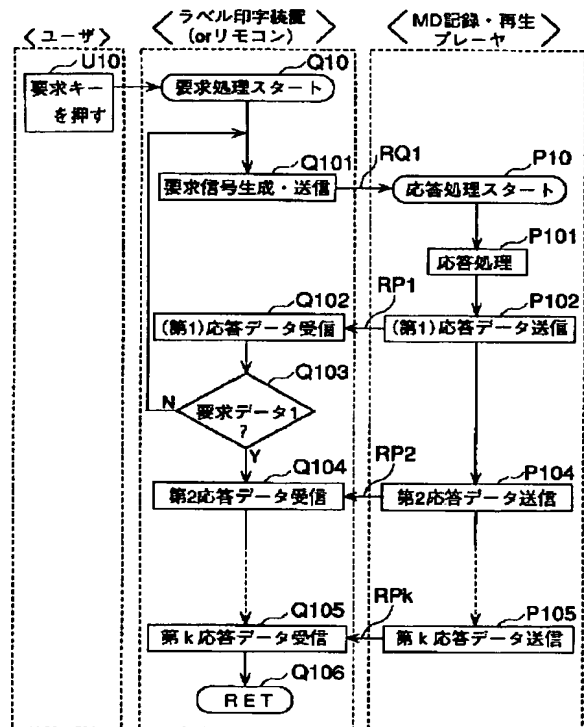 〈ユーザ〉
ラベル印字装置
〈(orリモコン)〉
MD記録・再生
〈プレーヤ〉
U10
要求キー
を押す
Q10
要求処理スタート
Q101
要求信号生成・送信
RQ1
P10
応答処理スタート
P101
応答処理
Q102
(第1)応答データ受信
RP1
P102
(第1)応答データ送信
Q103
要求データ1
?
N
Y
Q104
第2応答データ受信
RP2
P104
第2応答データ送信
Q105
第k応答データ受信
RPk
P105
第k応答データ送信
Q106
RET